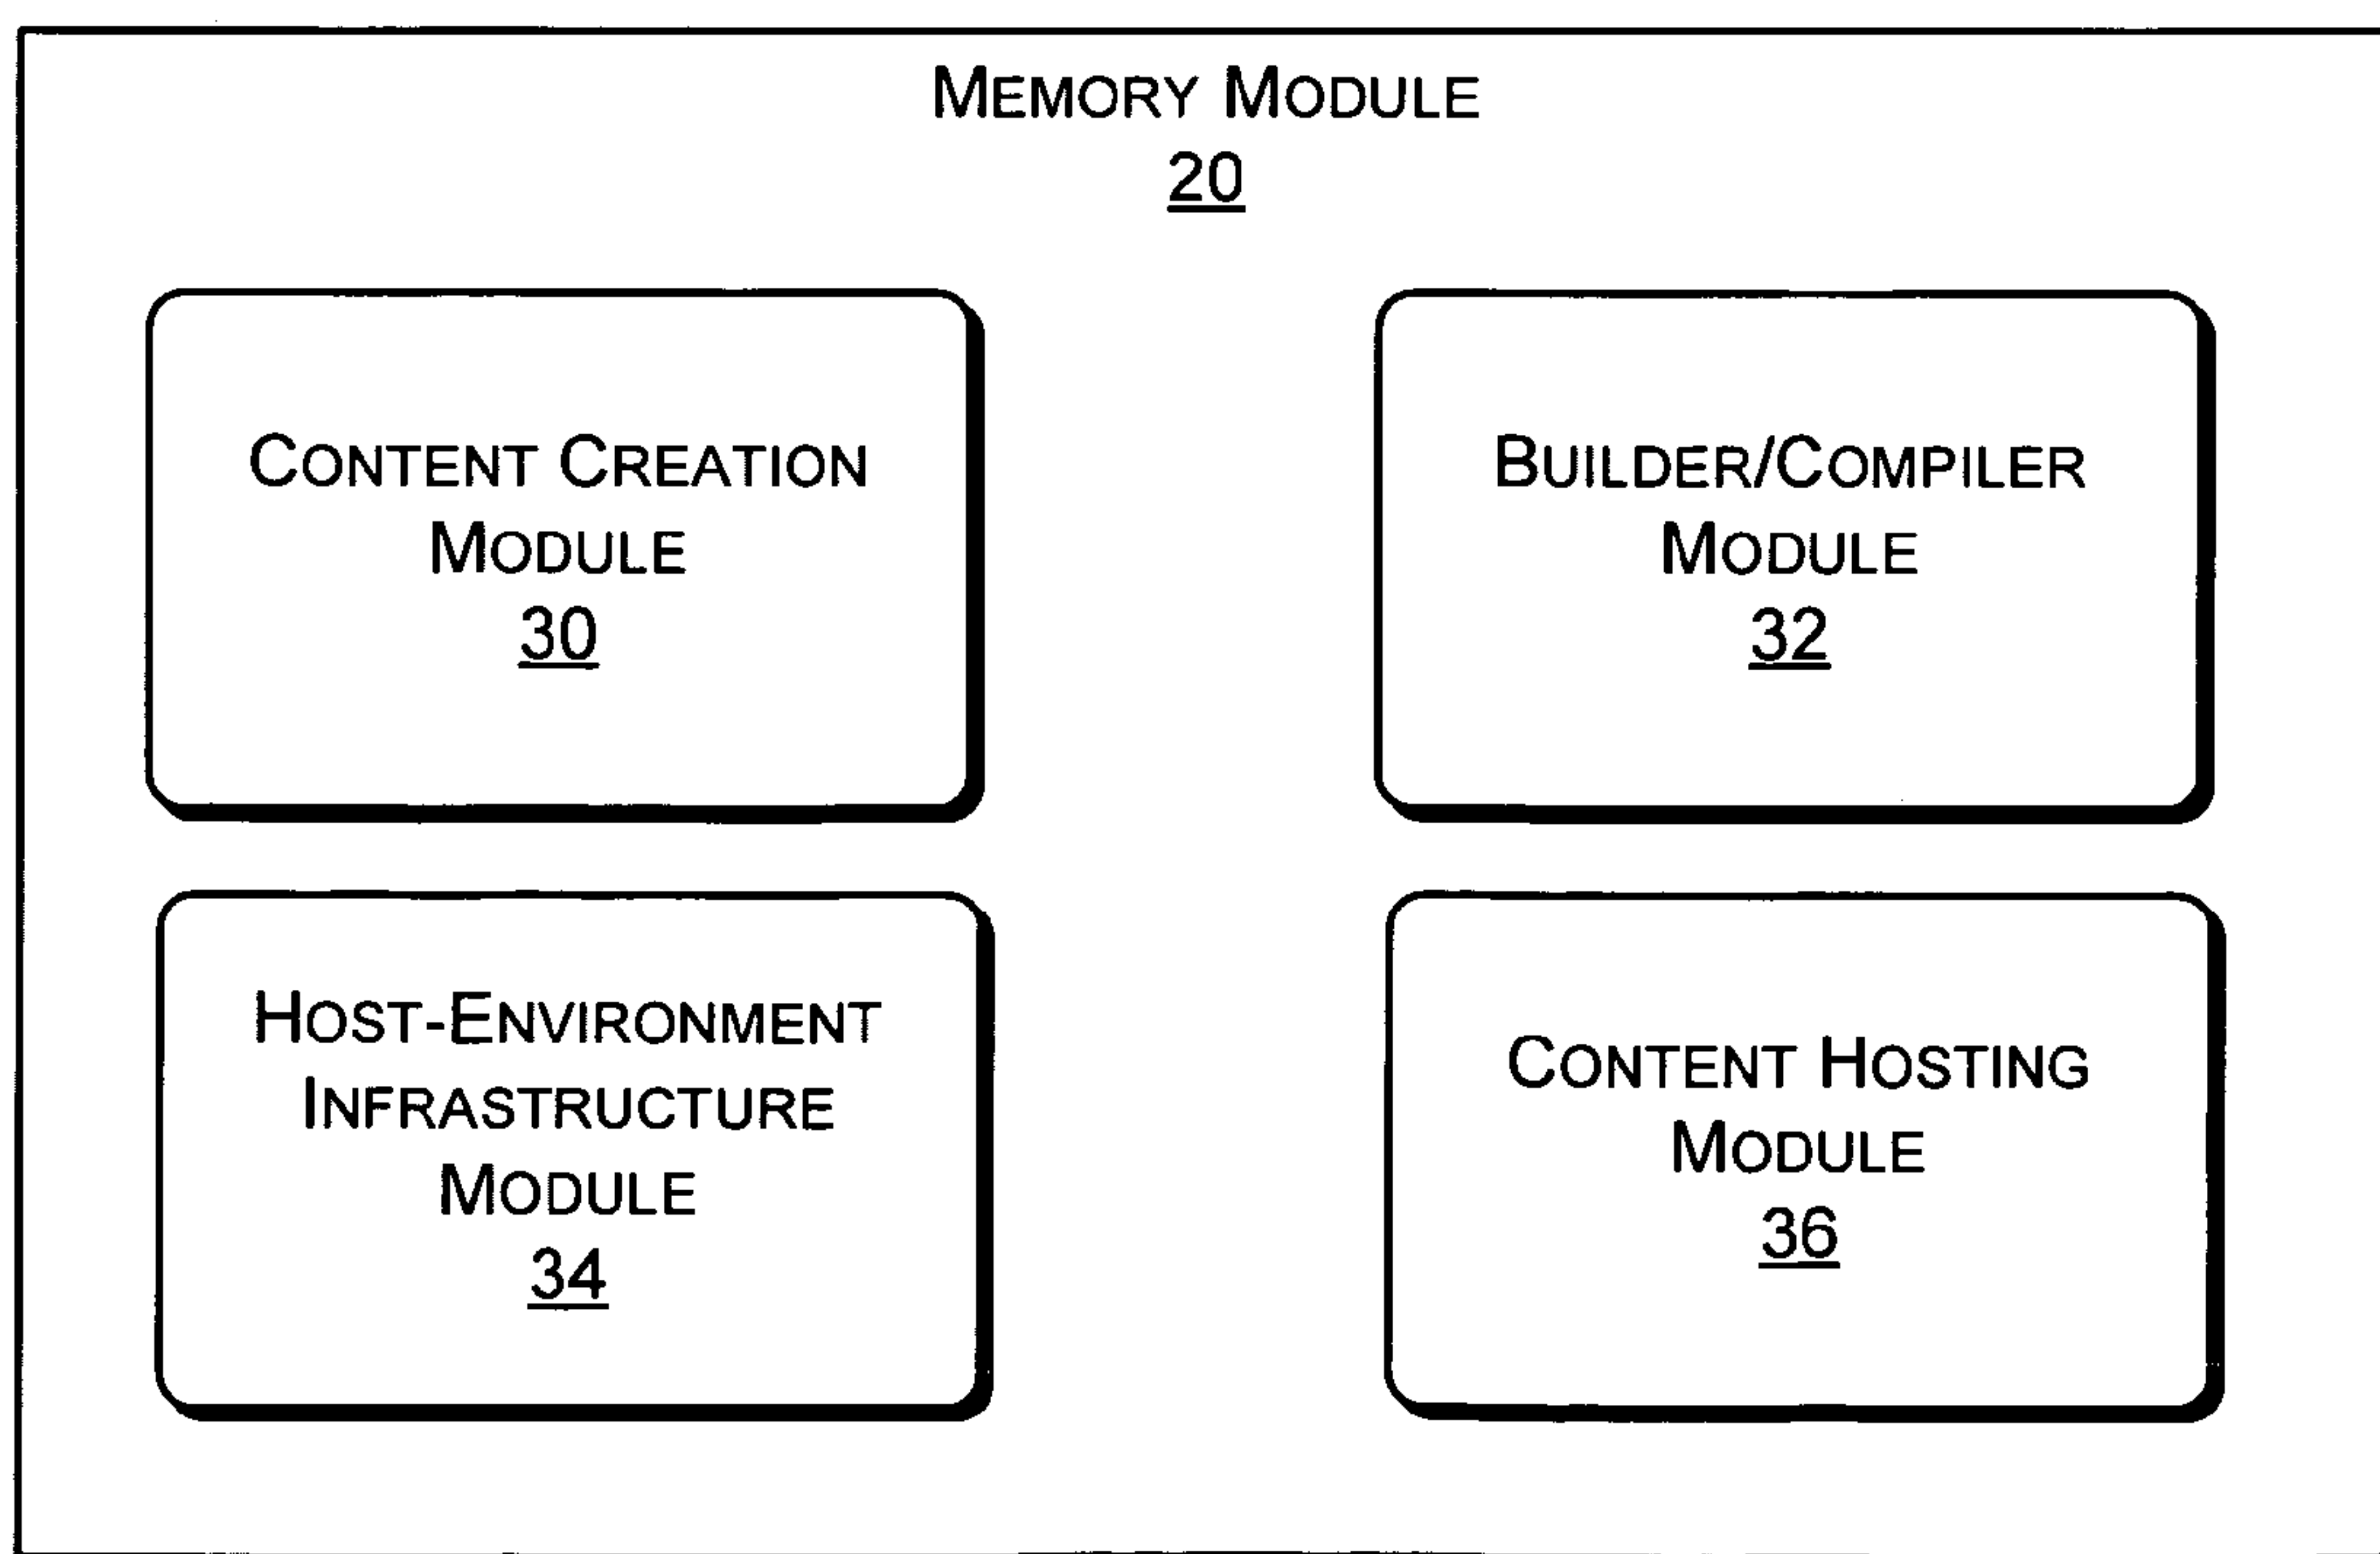 MEMORY MODULE
20
CONTENT CREATION
MODULE
30
BUILDER/COMPILER
MODULE
32
HOST-ENVIRONMENT
INFRASTRUCTURE
MODULE
34
CONTENT HOSTING
MODULE
36